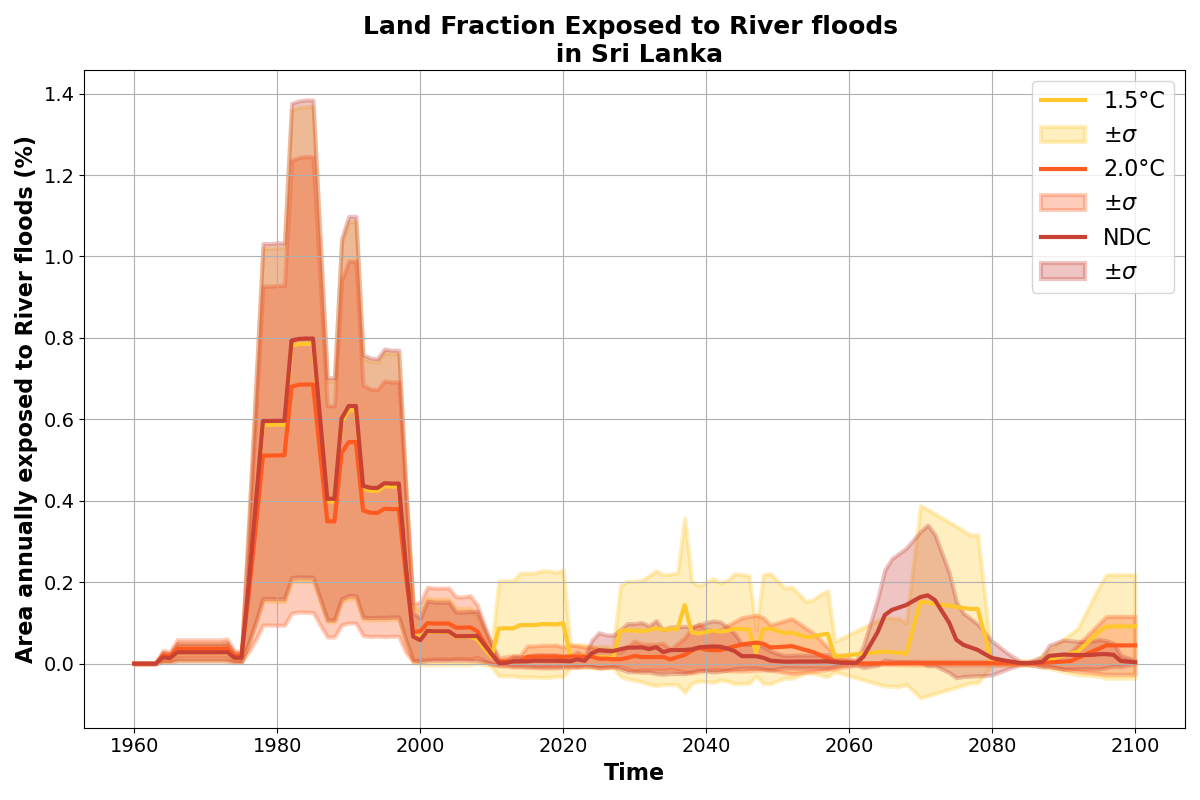 Land Fraction Exposed to River floods
in Sri Lanka
Area annually exposed to River floods (%)
1.4
1.2
1.0
0.8
0.6
0.4
0.2
0.0
1.5°C
±σ
2.0°C
±σ
NDC
±σ
1960
1980
2000
2020
2040
2060
2080
2100
Time